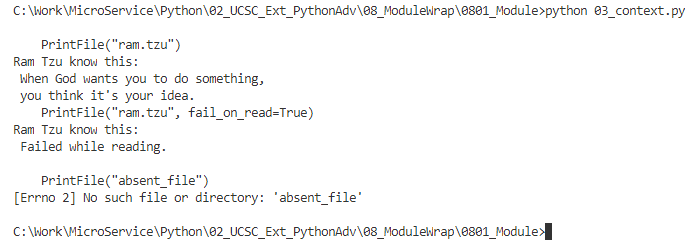 C:\Work\MicroService\Python\02_UCSC_Ext_PythonAdv\08_ModuleWrap\0801_Module>python 03_context.py
PrintFile("ram.tzu")
Ram Tzu know this:
When God wants you to do something,
you think it's your idea.
PrintFile("ram.tzu", fail_on_read=True)
Ram Tzu know this:
Failed while reading.
PrintFile("absent_file")
[Errno 2] No such file or directory: 'absent_file'
C:\Work\MicroService\Python\02_UCSC_Ext_PythonAdv\08_ModuleWrap\0801_Module>